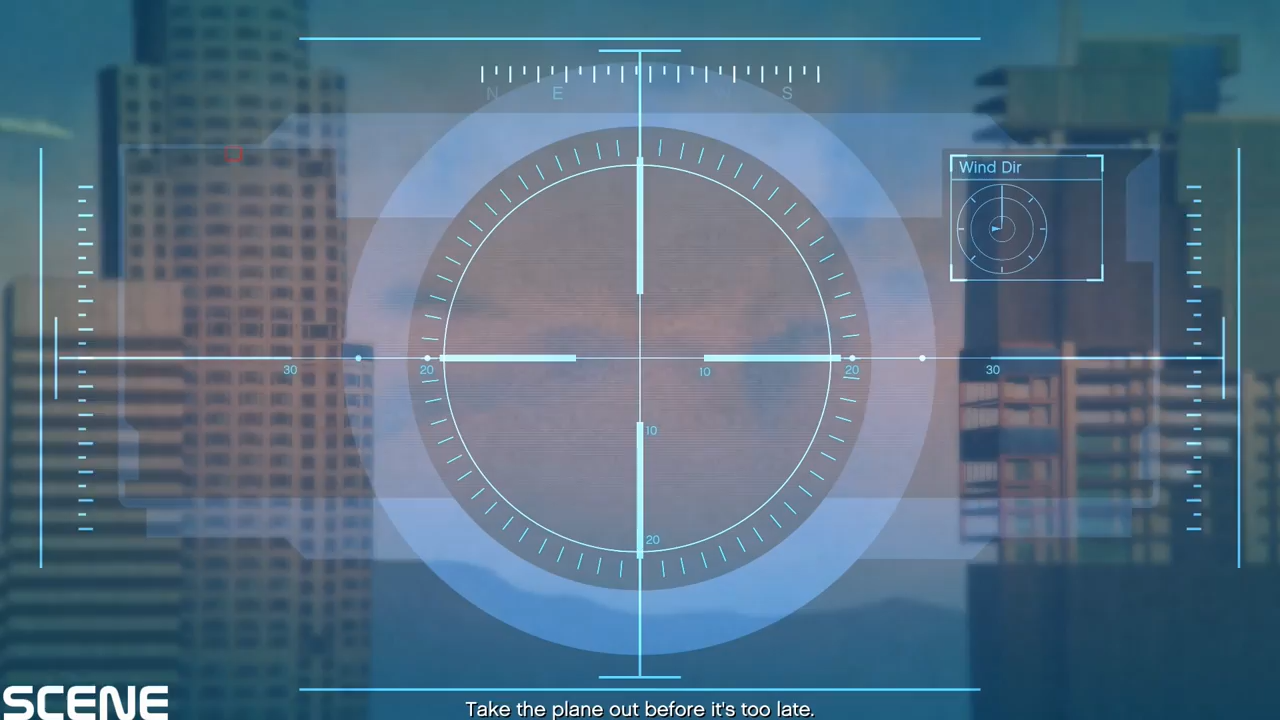 N E S
Wind Dir
30 20 10 20 30
10
20
SCENE
Take the plane out before it's too late.